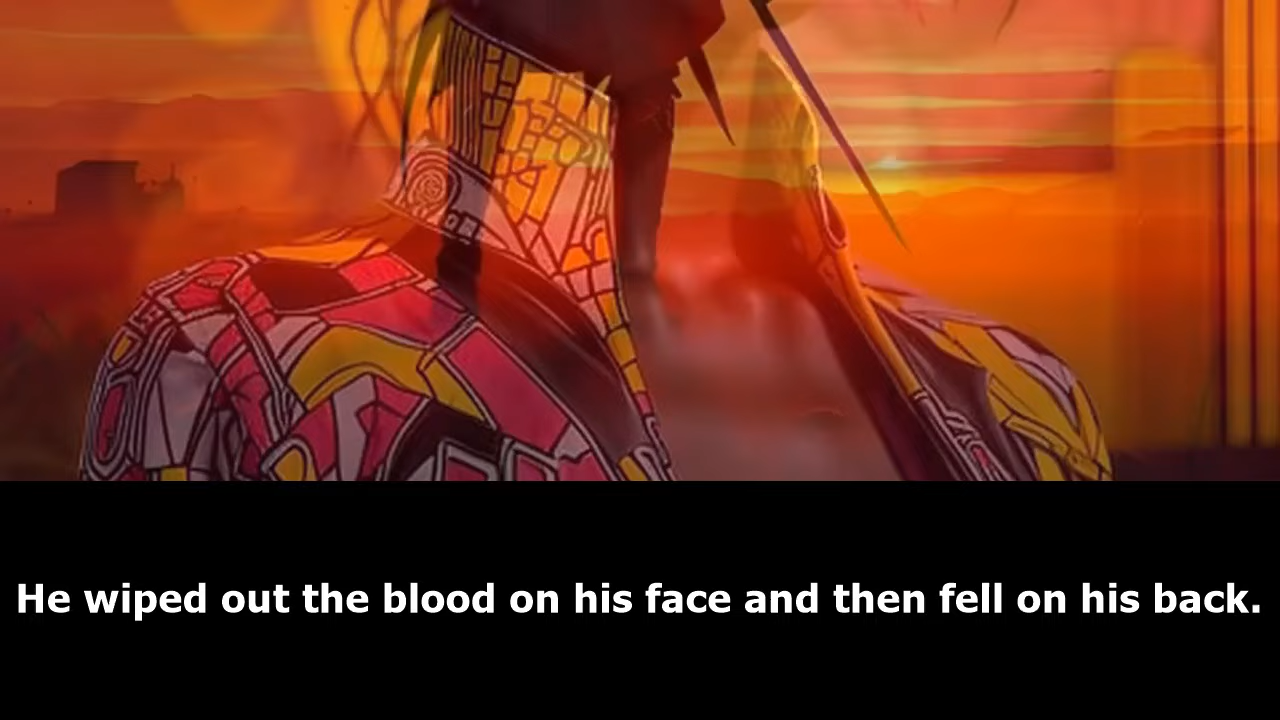 He wiped out the blood on his face and then fell on his back.